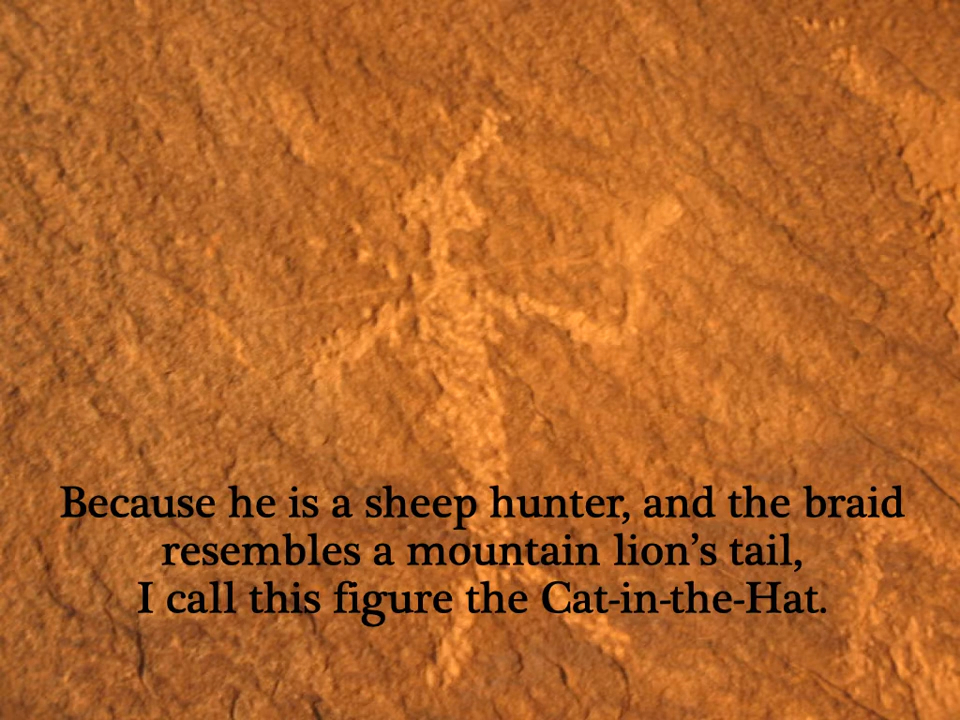 Because he is a sheep hunter, and the braid
resembles a mountain lion’s tail,
I call this figure the Cat-in-the-Hat.